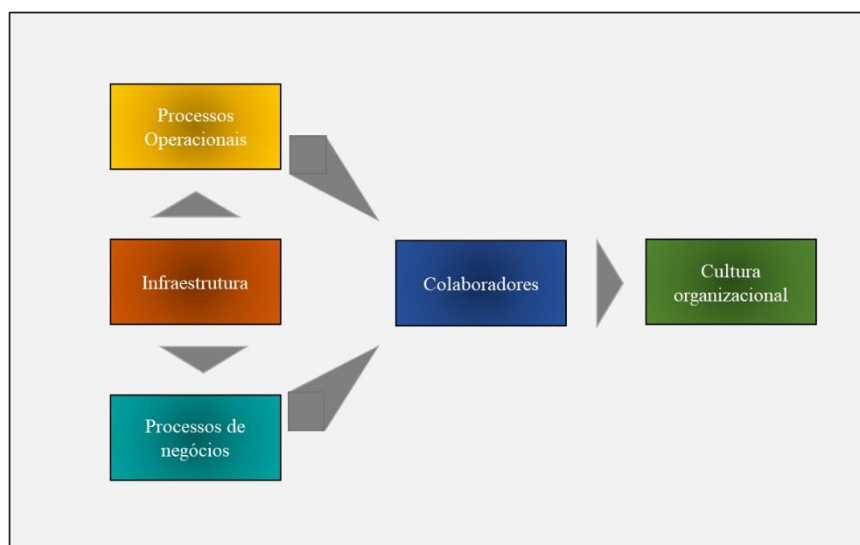 Processos
Operacionais
Infraestrutura
Colaboradores
Cultura
organizacional
Processos de
negócios